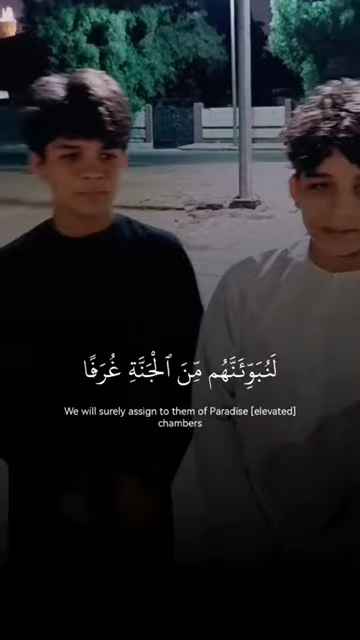 لَنُبَوِّئَنَّهُم مِّنَ ٱلْجَنَّةِ غُرَفًا
We will surely assign to them of Paradise [elevated]
chambers